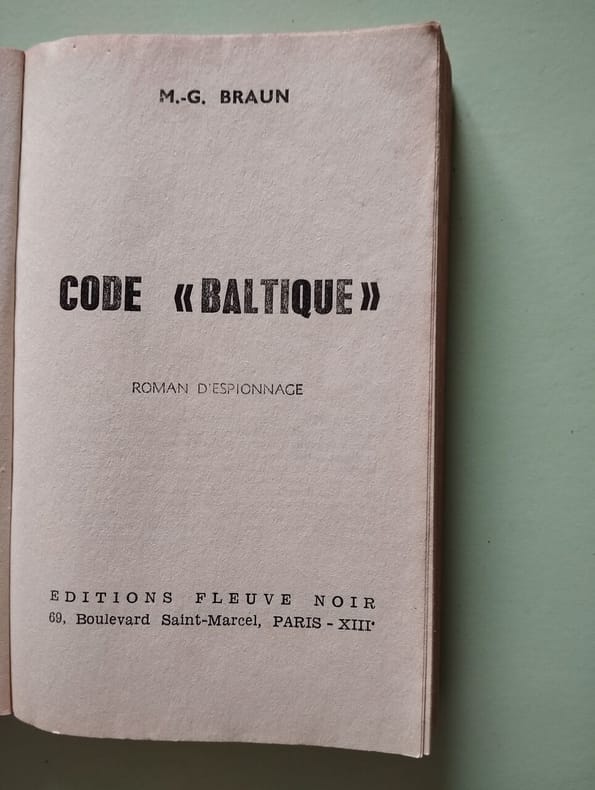 M.-G. BRAUN
CODE « BALTIQUE »
ROMAN D'ESPIONNAGE
EDITIONS FLEUVE NOIR
69, Boulevard Saint-Marcel, PARIS - XIIIᵉ